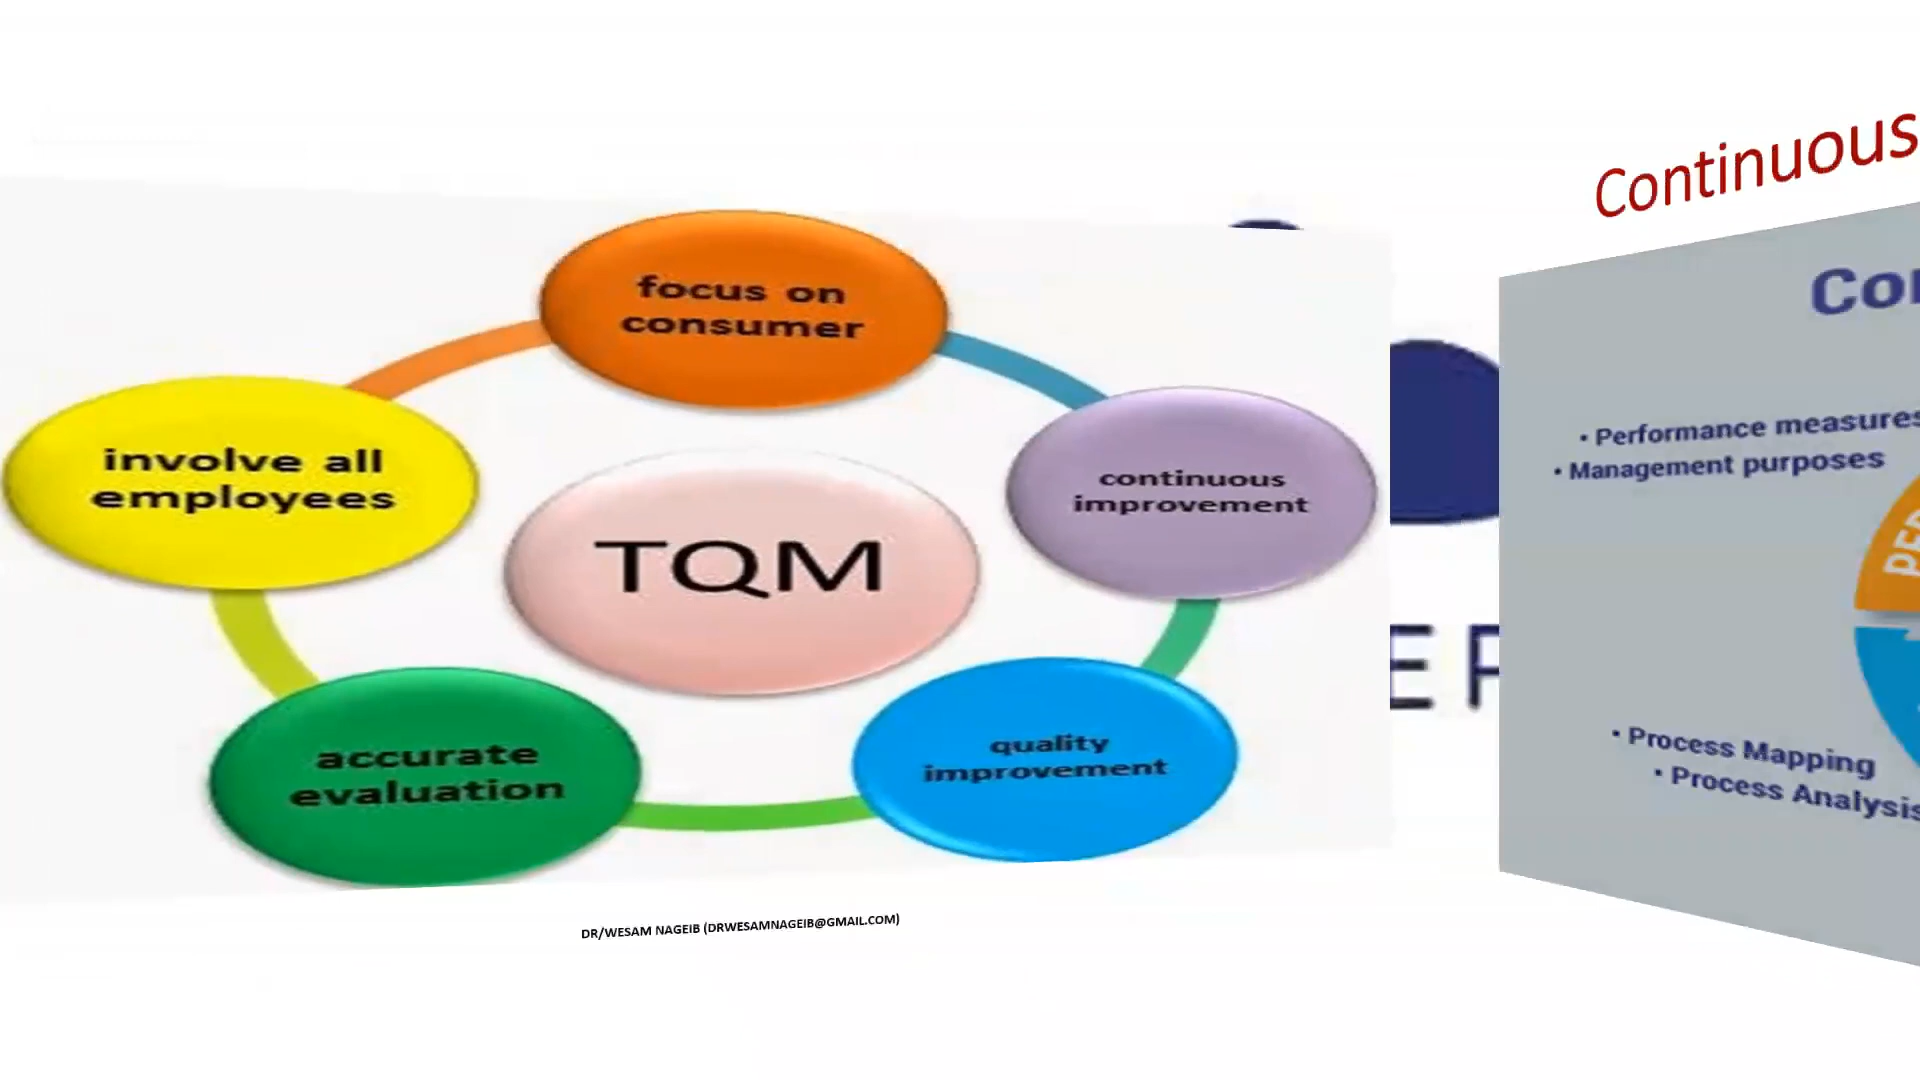 focus on
consumer
involve all
employees
continuous
improvement
TQM
accurate
evaluation
quality
improvement
DR/WESAM NAGEIB (DRWESAMNAGEIB@GMAIL.COM)
Continuous
• Performance measures
• Management purposes
• Process Mapping
• Process Analysis